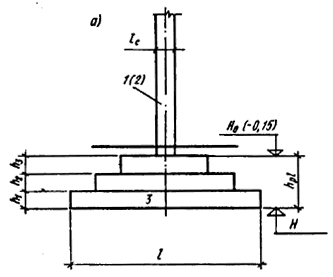 а)
lc
1(2)
H0 (-0,15)
h3
h2
h1
3
hpl
H
l